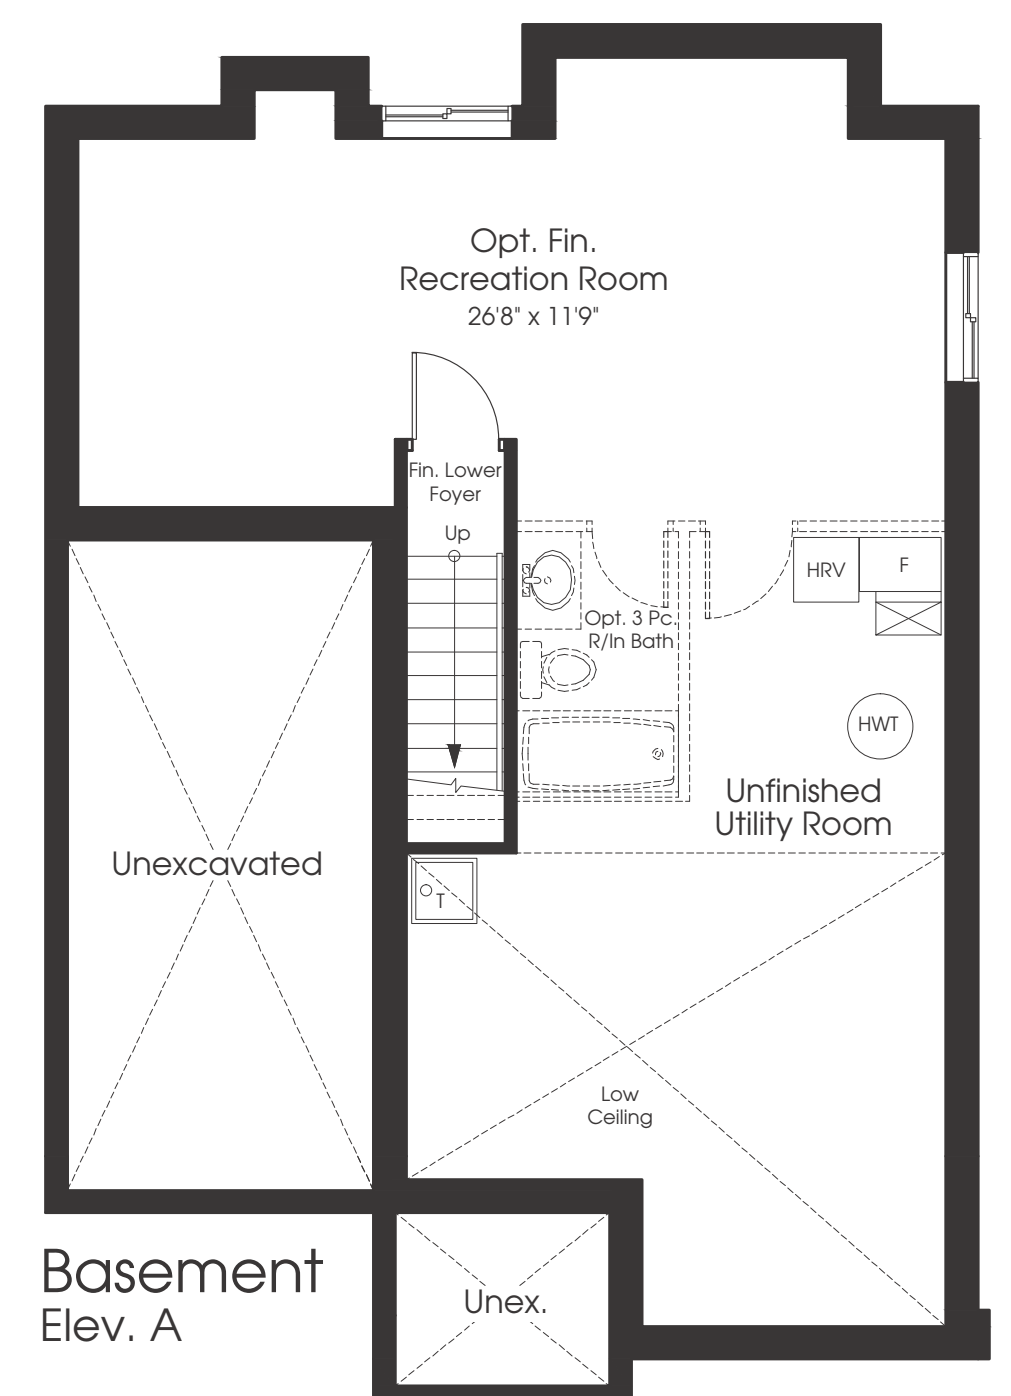 Opt. Fin.
Recreation Room
26'8" x 11'9"
Fin. Lower
Foyer
Up
HRV
F
Opt. 3 Pc.
R/In Bath
HWT
Unfinished
Utility Room
Unexcavated
T
Low
Ceiling
Unex.
Basement
Elev. A